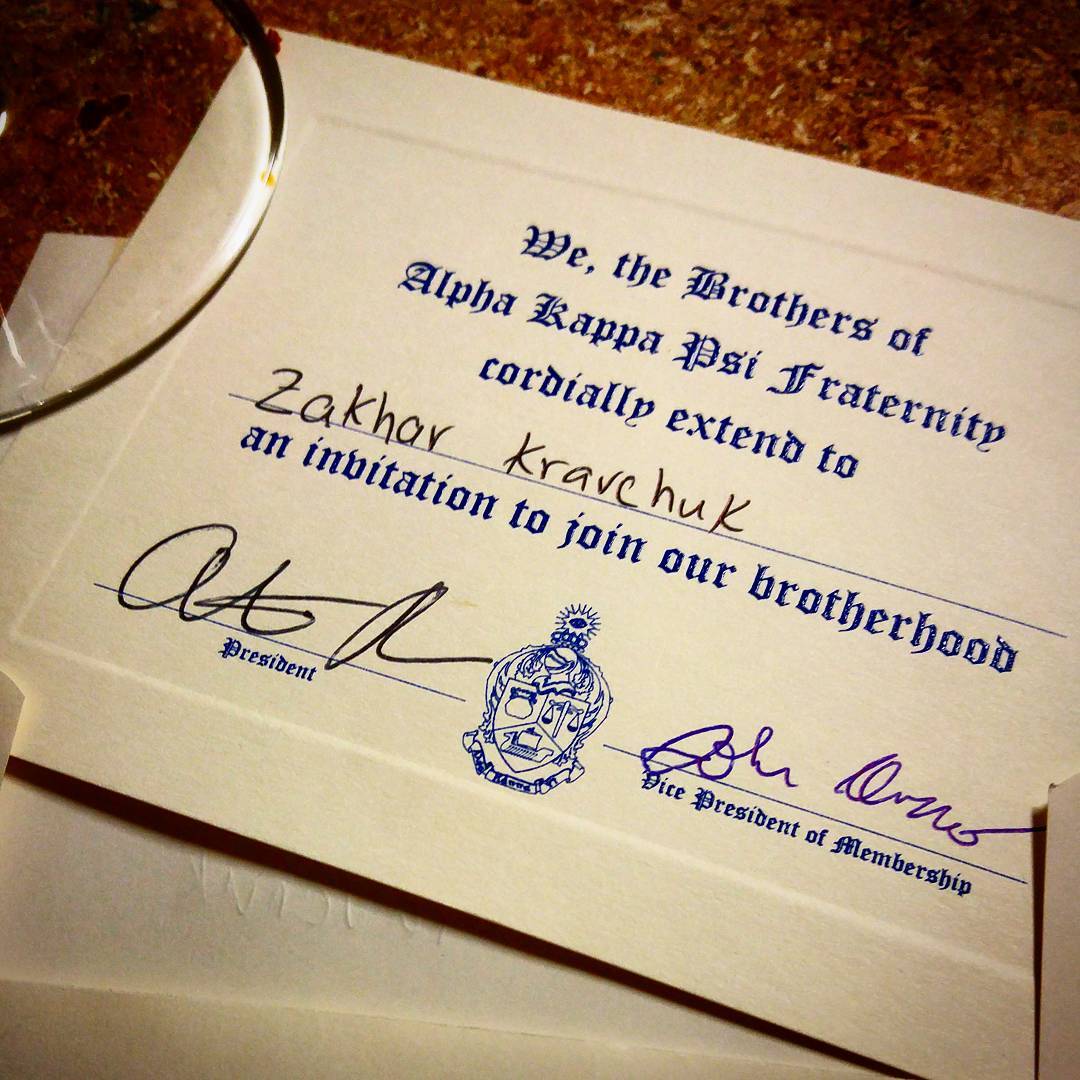 We, the Brothers of
Alpha Kappa Psi Fraternity
cordially extend to
Zakhar Kravchuk
an invitation to join our brotherhood
President
Vice President of Membership